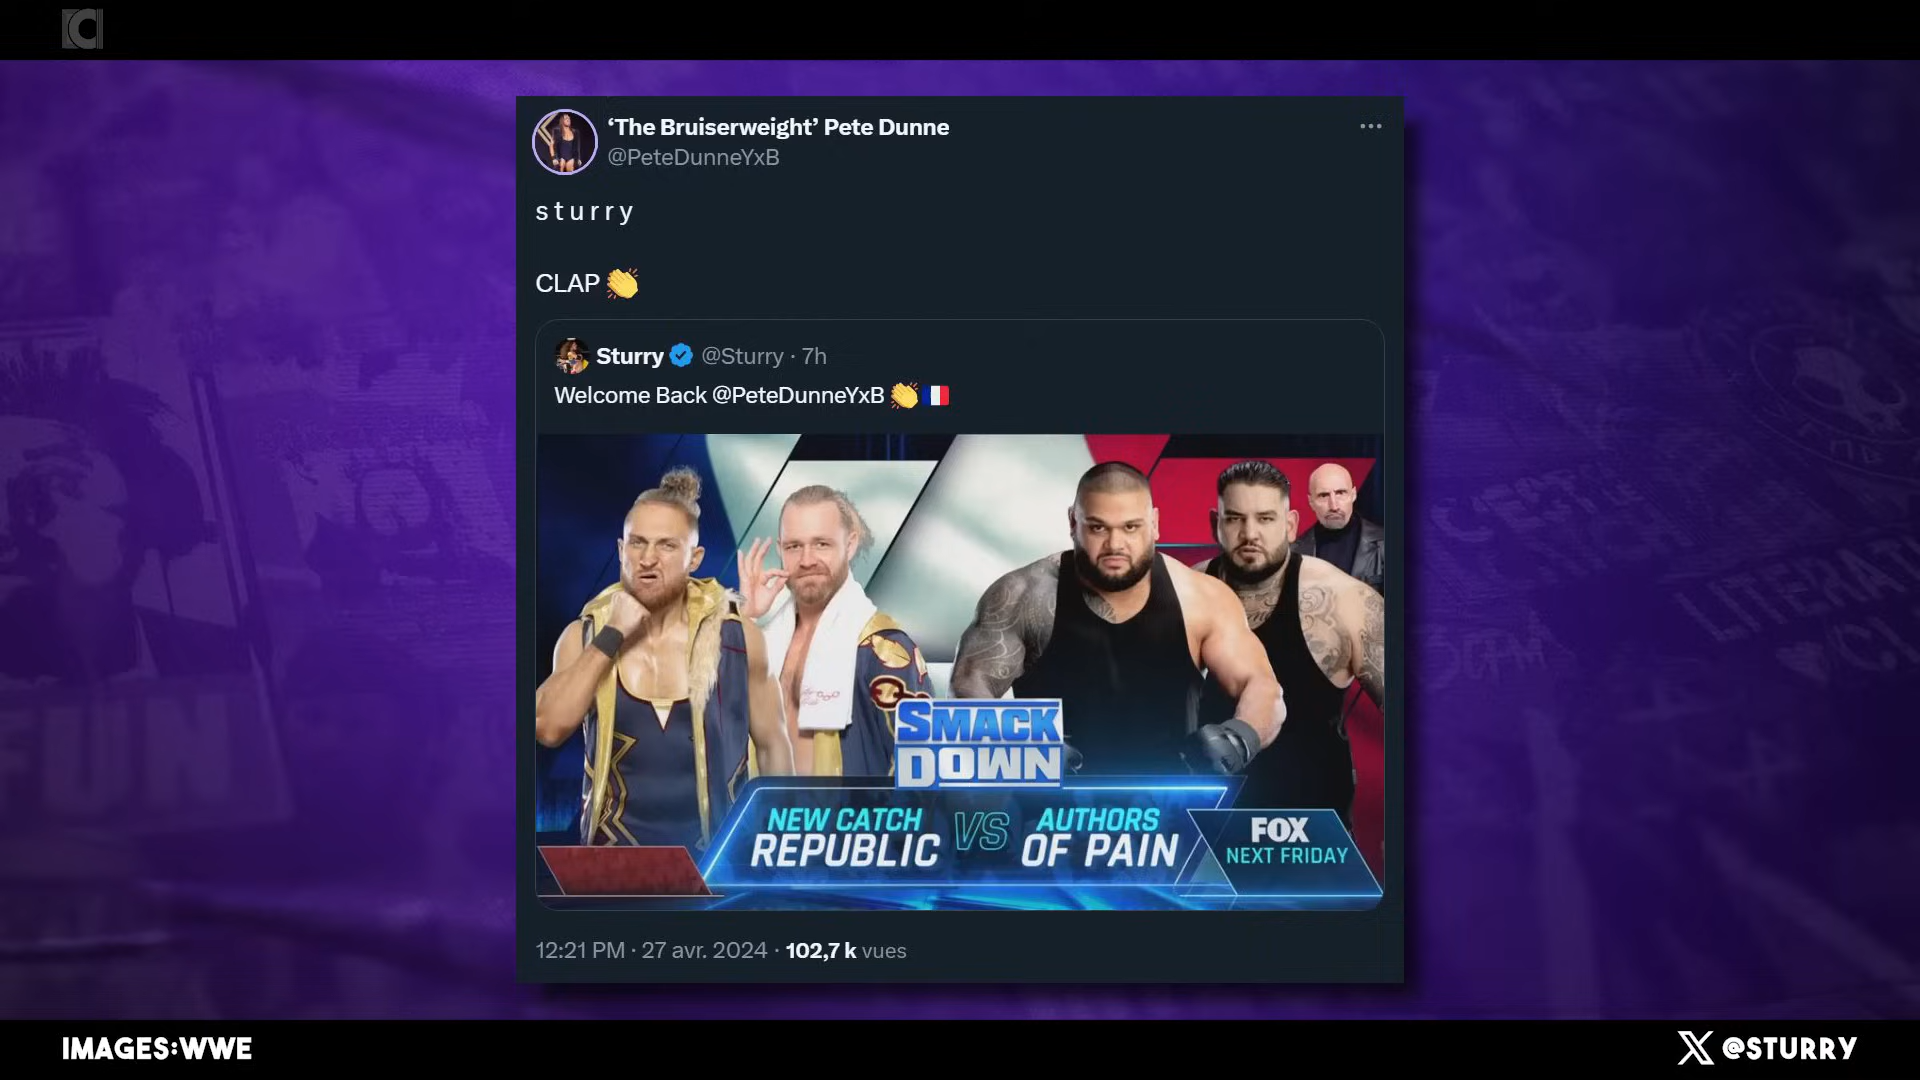 ‘The Bruiserweight’ Pete Dunne
@PeteDunneYxB
s t u r r y
CLAP 👏
Sturry @Sturry · 7h
Welcome Back @PeteDunneYxB 👏 🇫🇷
SMACK
DOWN
NEW CATCH
REPUBLIC
VS
AUTHORS
OF PAIN
FOX
NEXT FRIDAY
12:21 PM · 27 avr. 2024 · 102,7 k vues
IMAGES:WWE
X @STURRY